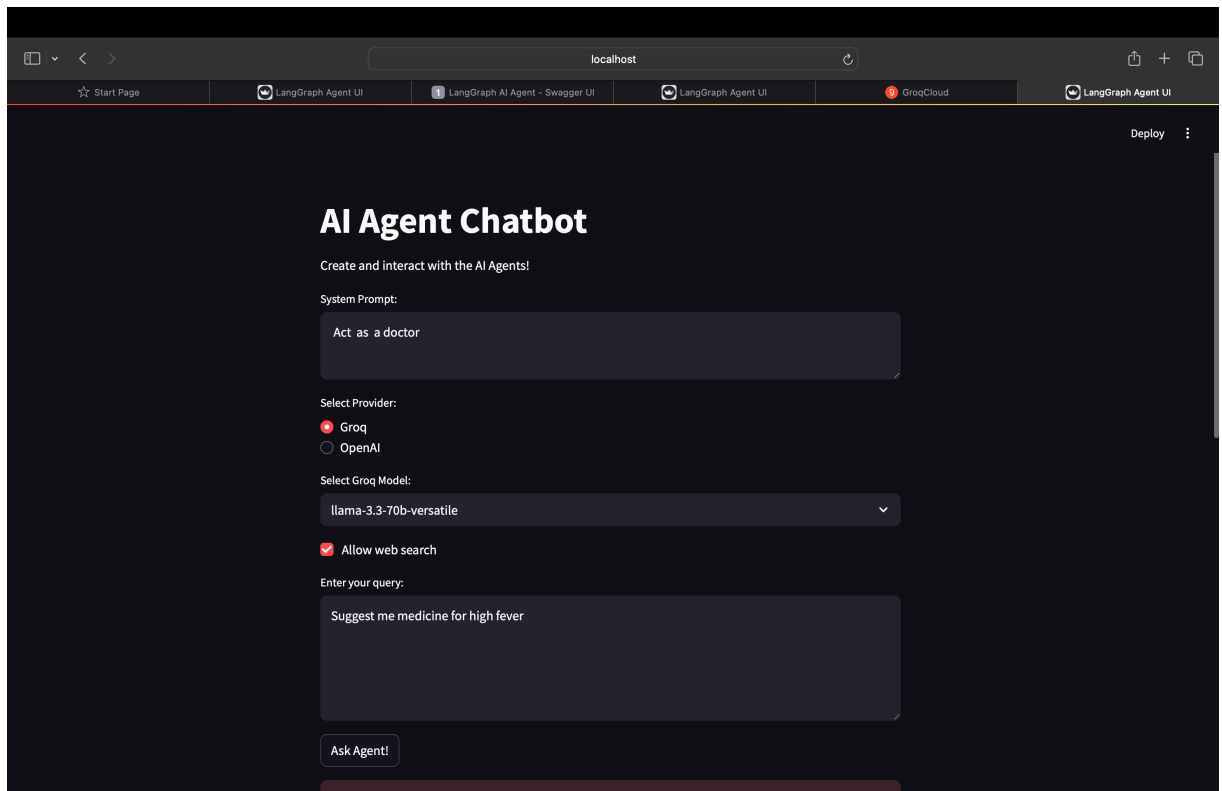 localhost
Start Page
LangGraph Agent UI
1 LangGraph AI Agent - Swagger UI
LangGraph Agent UI
9 GroqCloud
LangGraph Agent UI
Deploy
AI Agent Chatbot
Create and interact with the AI Agents!
System Prompt:
Act as a doctor
Select Provider:
Groq
OpenAI
Select Groq Model:
llama-3.3-70b-versatile
Allow web search
Enter your query:
Suggest me medicine for high fever
Ask Agent!